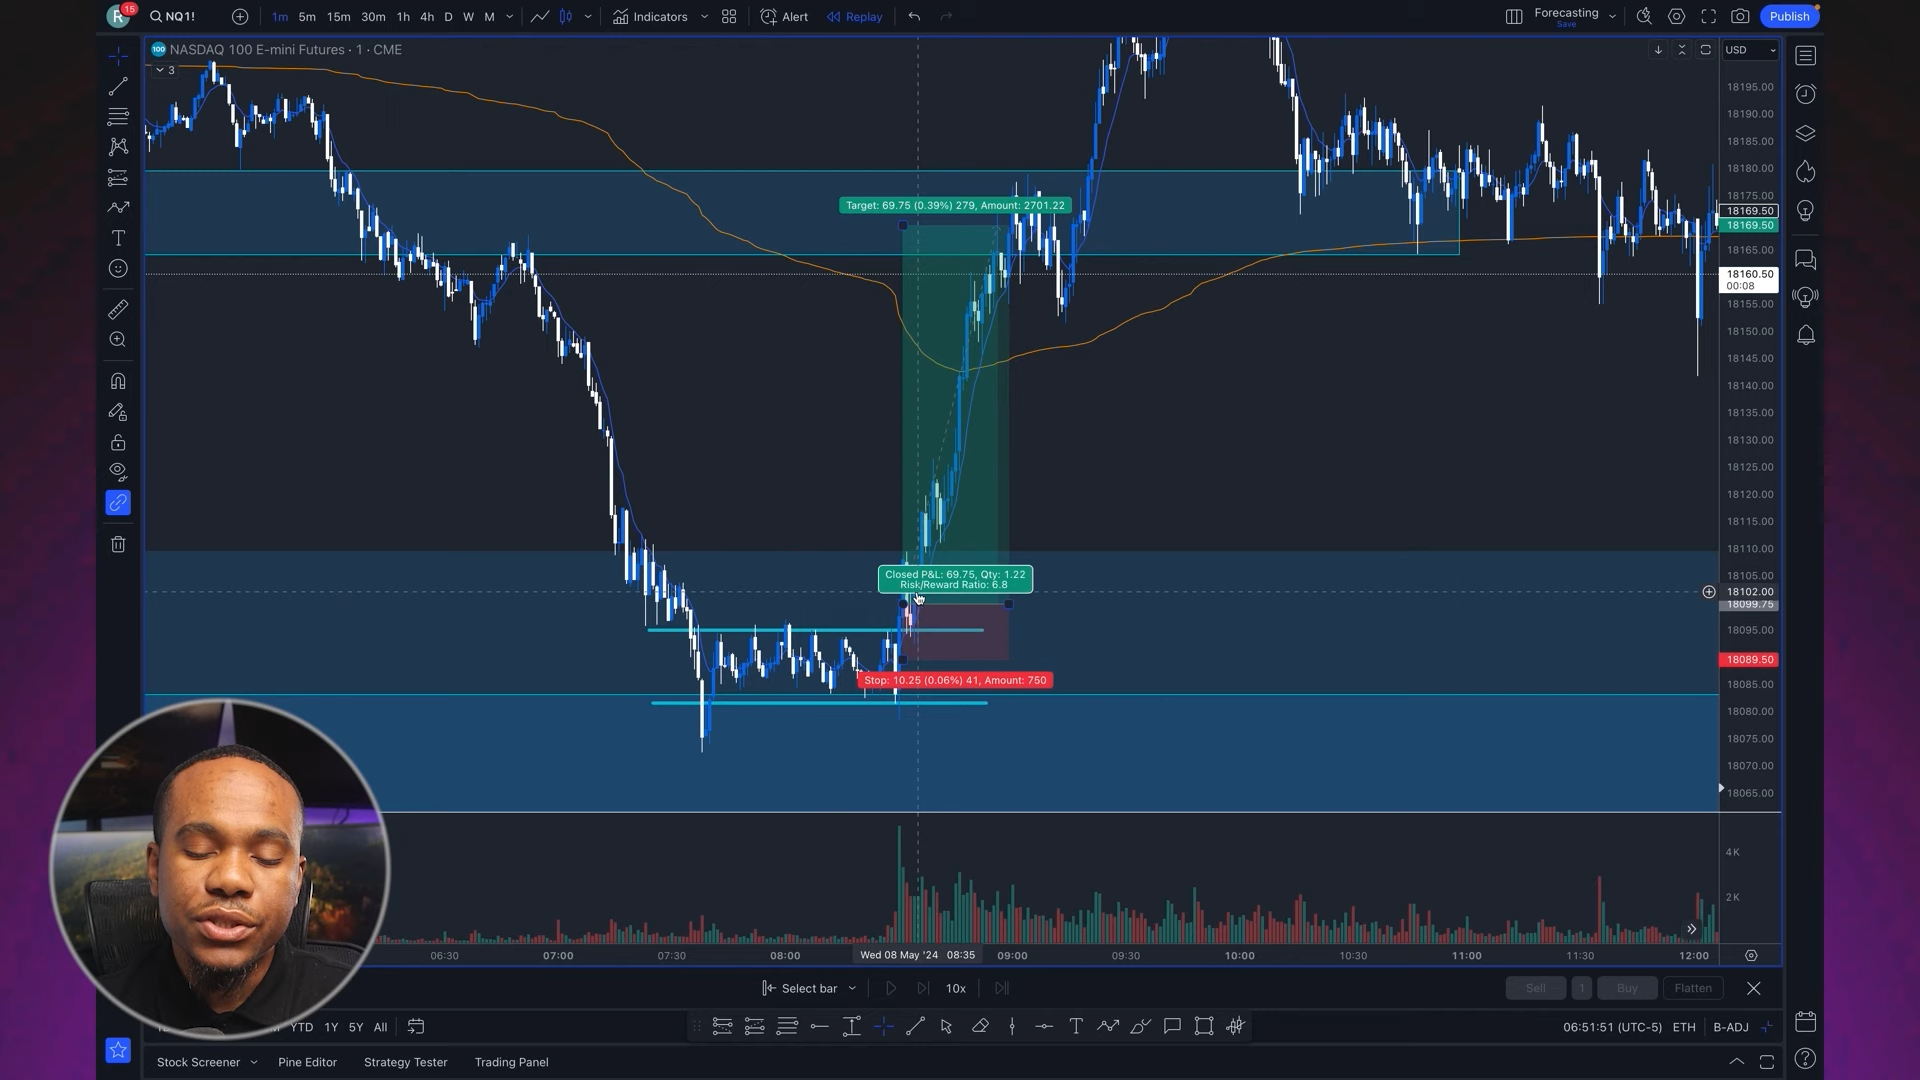 R 15 NQ1! 1m 5m 15m 30m 1h 4h D W M Indicators Alert Replay Forecasting Save Publish
100 NASDAQ 100 E-mini Futures · 1 · CME
3
USD
18195.00
18190.00
18185.00
18180.00
18175.00
18169.50
18169.50
18165.00
18160.50
00:08
18155.00
18150.00
18145.00
18140.00
18135.00
18130.00
18125.00
18120.00
18115.00
18110.00
18105.00
18102.00
18099.75
18095.00
18089.50
18085.00
18080.00
18075.00
18070.00
18065.00
4K
2K
Target: 69.75 (0.39%) 279, Amount: 2701.22
Closed P&L: 69.75, Qty: 1.22
Risk/Reward Ratio: 6.8
Stop: 10.25 (0.06%) 41, Amount: 750
06:30 07:00 07:30 08:00 Wed 08 May '24 08:35 09:00 09:30 10:00 10:30 11:00 11:30 12:00
Select bar 10x Sell 1 Buy Flatten
YTD 1Y 5Y All 06:51:51 (UTC-5) ETH B-ADJ
Stock Screener Pine Editor Strategy Tester Trading Panel